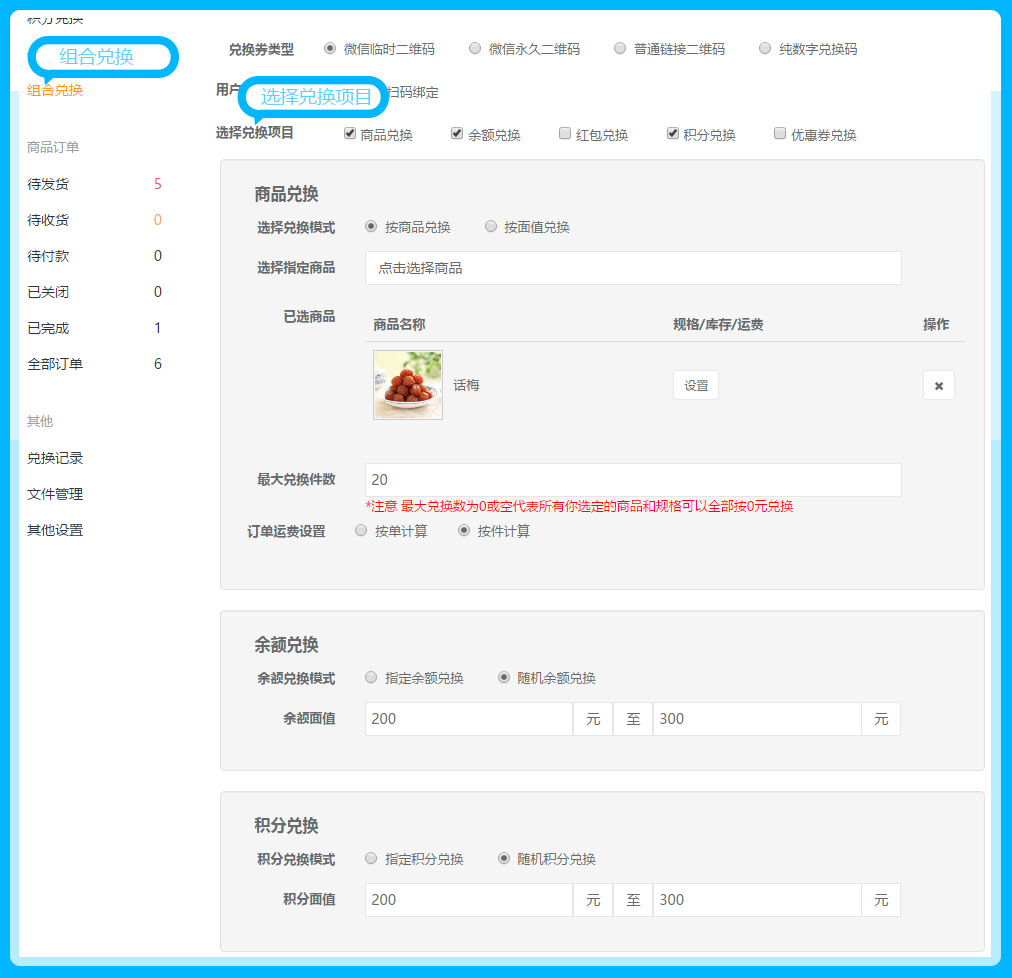 积分兑换
组合兑换
组合兑换
商品订单
待发货 5
待收货 0
待付款 0
已关闭 0
已完成 1
全部订单 6
其他
兑换记录
文件管理
其他设置
兑换券类型 微信临时二维码 微信永久二维码 普通链接二维码 纯数字兑换码
用户 扫码绑定
选择兑换项目
选择兑换项目 商品兑换 余额兑换 红包兑换 积分兑换 优惠券兑换
商品兑换
选择兑换模式 按商品兑换 按面值兑换
选择指定商品 点击选择商品
已选商品 商品名称 规格/库存/运费 操作
话梅 设置 ×
最大兑换件数 20
*注意 最大兑换数为0或空代表所有你选定的商品和规格可以全部按0元兑换
订单运费设置 按单计算 按件计算
余额兑换
余额兑换模式 指定余额兑换 随机余额兑换
余额面值 200 元 至 300 元
积分兑换
积分兑换模式 指定积分兑换 随机积分兑换
积分面值 200 元 至 300 元